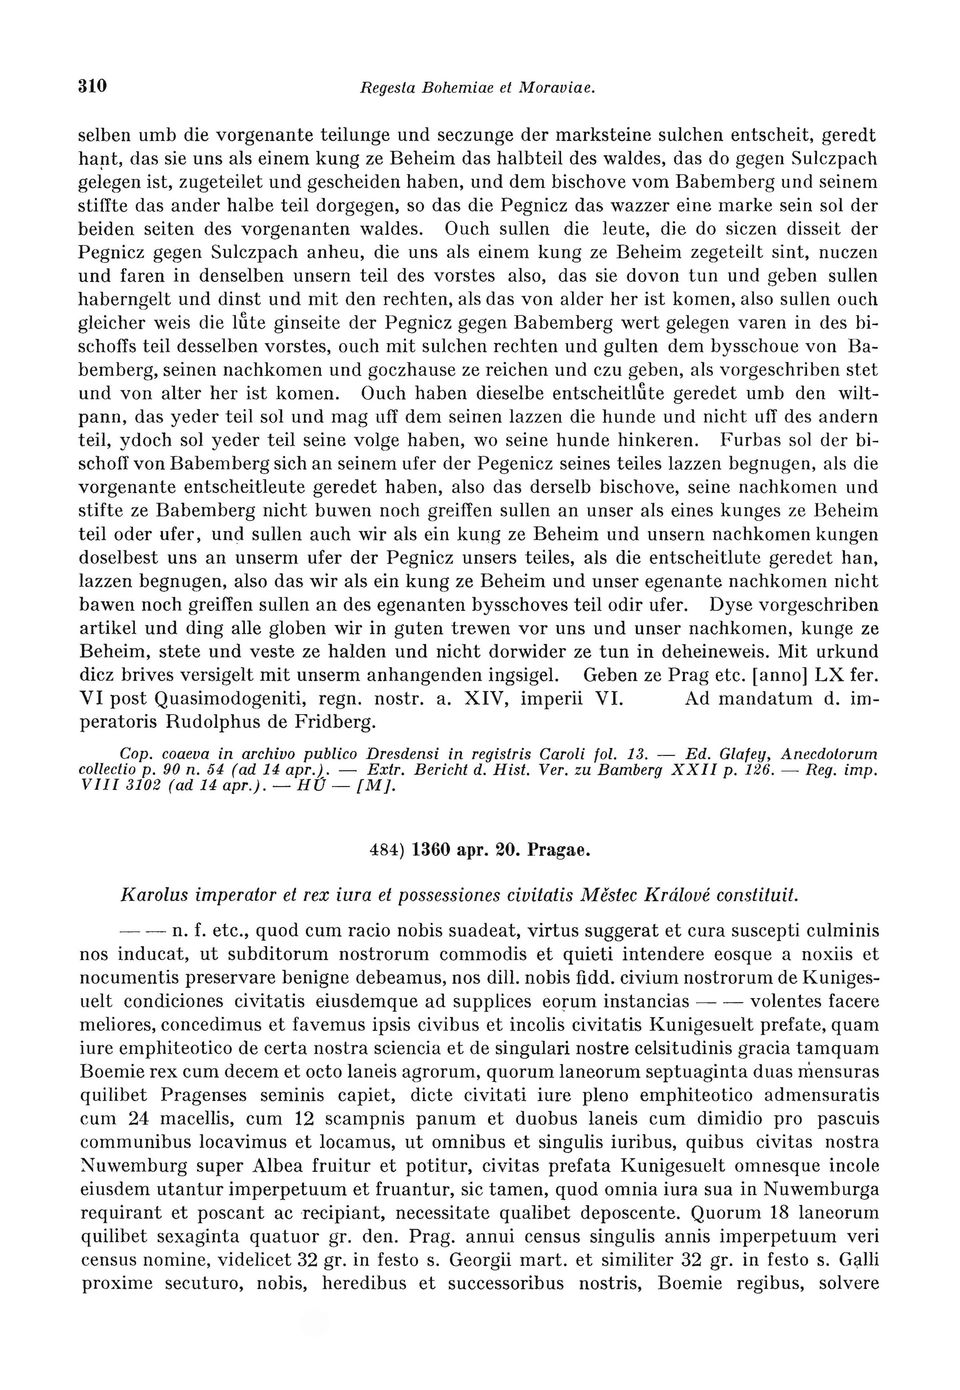 310 Regesta Bohemiae et Moraviae.
selben umb die vorgenante teilunge und seczunge der marksteine sulchen entscheit, geredt
hant, das sie uns als einem kung ze Beheim das halbteil des waldes, das do gegen Sulczpach
gelegen ist, zugeteilet und gescheiden haben, und dem bischove vom Babemberg und seinem
stiffte das ander halbe teil dorgegen, so das die Pegnicz das wazzer eine marke sein sol der
beiden seiten des vorgenanten waldes. Ouch sullen die leute, die do siczen disseit der
Pegnicz gegen Sulczpach anheu, die uns als einem kung ze Beheim zegeteilt sint, nuczen
und faren in denselben unsern teil des vorstes also, das sie dovon tun und geben sullen
haberngelt und dinst und mit den rechten, als das von alder her ist komen, also sullen ouch
gleicher weis die lůte ginseite der Pegnicz gegen Babemberg wert gelegen varen in des bi-
schoffs teil desselben vorstes, ouch mit sulchen rechten und gulten dem bysschoue von Ba-
bemberg, seinen nachkomen und goczhause ze reichen und czu geben, als vorgeschriben stet
und von alter her ist komen. Ouch haben dieselbe entscheitlůte geredet umb den wilt-
pann, das yeder teil sol und mag uff dem seinen lazzen die hunde und nicht uff des andern
teil, ydoch sol yeder teil seine volge haben, wo seine hunde hinkeren. Furbas sol der bi-
schoff von Babemberg sich an seinem ufer der Pegenicz seines teiles lazzen begnugen, als die
vorgenante entscheitleute geredet haben, also das derselb bischove, seine nachkomen und
stifte ze Babemberg nicht buwen noch greiffen sullen an unser als eines kunges ze Beheim
teil oder ufer, und sullen auch wir als ein kung ze Beheim und unsern nachkomen kungen
doselbest uns an unserm ufer der Pegnicz unsers teiles, als die entscheitlute geredet han,
lazzen begnugen, also das wir als ein kung ze Beheim und unser egenante nachkomen nicht
bawen noch greiffen sullen an des egenanten bysschoves teil odir ufer. Dyse vorgeschriben
artikel und ding alle globen wir in guten trewen vor uns und unser nachkomen, kunge ze
Beheim, stete und veste ze halden und nicht dorwider ze tun in deheineweis. Mit urkund
dicz brives versigelt mit unserm anhangenden ingsigel. Geben ze Prag etc. [anno] LX fer.
VI post Quasimodogeniti, regn. nostr. a. XIV, imperii VI. Ad mandatum d. im-
peratoris Rudolphus de Fridberg.
Cop. coaeva in archivo publico Dresdensi in registris Caroli fol. 13. — Ed. Glafey, Anecdotorum
collectio p. 90 n. 54 (ad 14 apr.). — Extr. Bericht d. Hist. Ver. zu Bamberg XXII p. 126. — Reg. imp.
VIII 3102 (ad 14 apr.). — HÚ — [M].
484) 1360 apr. 20. Pragae.
Karolus imperator et rex iura et possessiones civitatis Městec Králové constituit.
— — n. f. etc., quod cum racio nobis suadeat, virtus suggerat et cura suscepti culminis
nos inducat, ut subditorum nostrorum commodis et quieti intendere eosque a noxiis et
nocumentis preservare benigne debeamus, nos dill. nobis fidd. civium nostrorum de Kuniges-
uelt condiciones civitatis eiusdemque ad supplices eorum instancias — — volentes facere
meliores, concedimus et favemus ipsis civibus et incolis civitatis Kunigesuelt prefate, quam
iure emphiteotico de certa nostra sciencia et de singulari nostre celsitudinis gracia tamquam
Boemie rex cum decem et octo laneis agrorum, quorum laneorum septuaginta duas mensuras
quilibet Pragenses seminis capiet, dicte civitati iure pleno emphiteotico admensuratis
cum 24 macellis, cum 12 scampnis panum et duobus laneis cum dimidio pro pascuis
communibus locavimus et locamus, ut omnibus et singulis iuribus, quibus civitas nostra
Nuwemburg super Albea fruitur et potitur, civitas prefata Kunigesuelt omnesque incole
eiusdem utantur imperpetuum et fruantur, sic tamen, quod omnia iura sua in Nuwemburga
requirant et poscant ac recipiant, necessitate qualibet deposcente. Quorum 18 laneorum
quilibet sexaginta quatuor gr. den. Prag. annui census singulis annis imperpetuum veri
census nomine, videlicet 32 gr. in festo s. Georgii mart. et similiter 32 gr. in festo s. Galli
proxime secuturo, nobis, heredibus et successoribus nostris, Boemie regibus, solvere